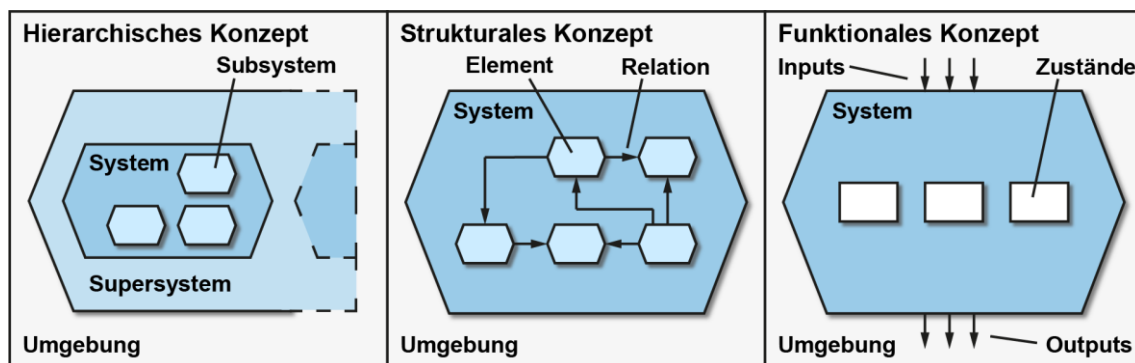 Hierarchisches Konzept
Subsystem
System
Supersystem
Umgebung
Strukturales Konzept
Element
Relation
System
Umgebung
Funktionales Konzept
Inputs
Zustände
System
Umgebung
Outputs